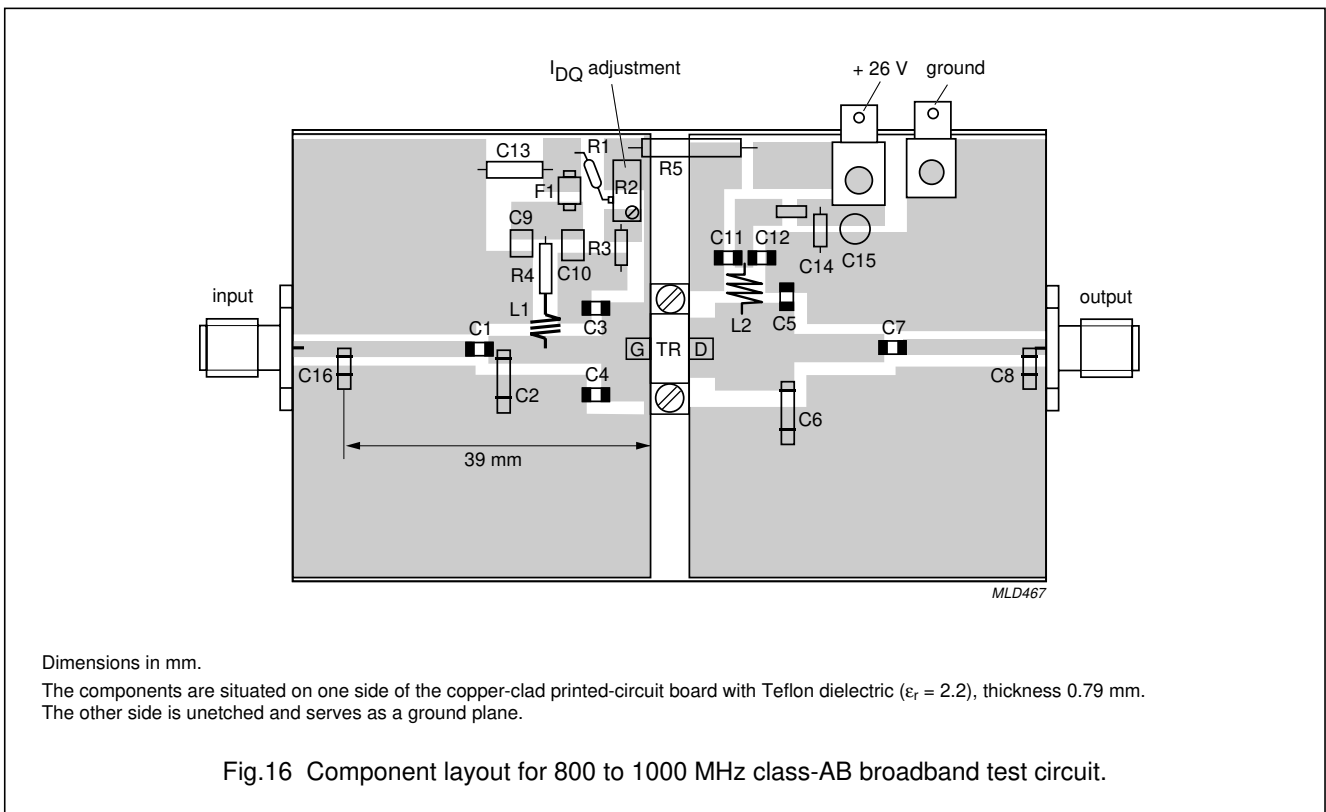 I_DQ adjustment
+ 26 V
ground
C13
R1
F1
R2
R5
C9
R3
C11
C12
R4
C10
C14
C15
input
L1
C3
L2
C5
output
C1
C7
G
TR
D
C16
C4
C8
C2
C6
39 mm
MLD467
Dimensions in mm.
The components are situated on one side of the copper-clad printed-circuit board with Teflon dielectric (εr = 2.2), thickness 0.79 mm.
The other side is unetched and serves as a ground plane.
Fig.16 Component layout for 800 to 1000 MHz class-AB broadband test circuit.